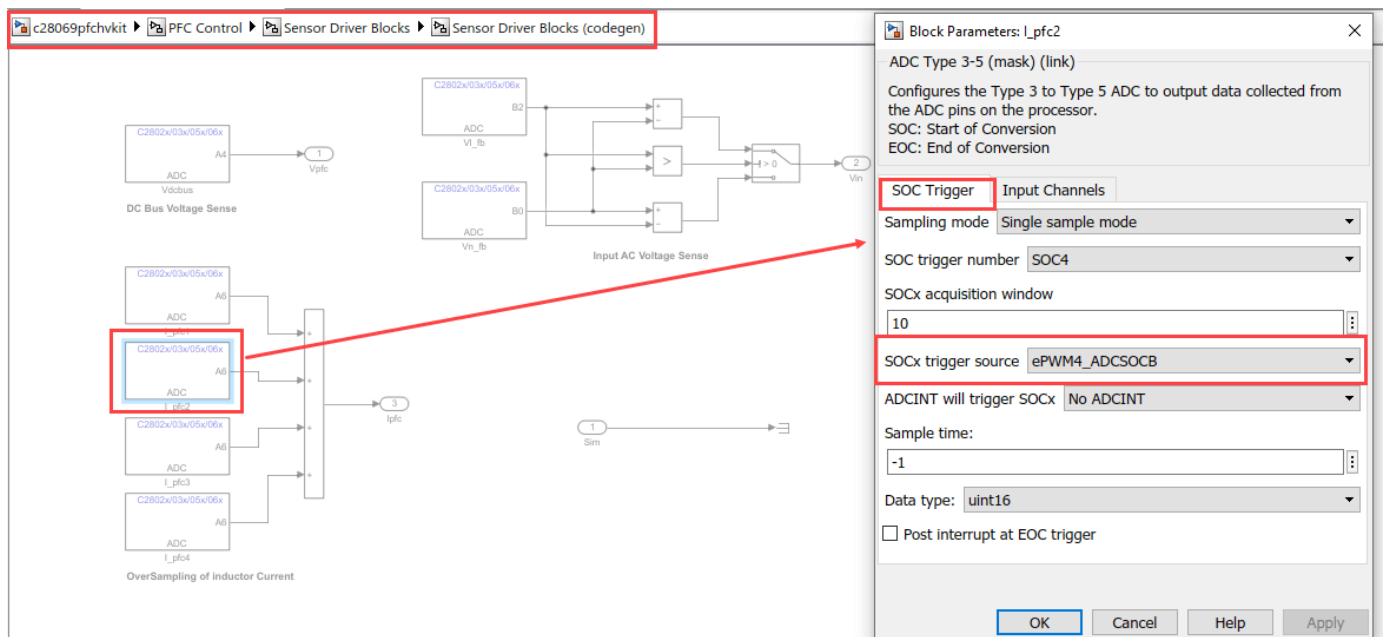 c28069pfchvkit ▶ PFC Control ▶ Sensor Driver Blocks ▶ Sensor Driver Blocks (codegen)
C2802x/03x/05x/06x
A4
ADC
Vdcbus
DC Bus Voltage Sense
1
Vpfc
C2802x/03x/05x/06x
B2
ADC
Vl_fb
C2802x/03x/05x/06x
B0
ADC
Vn_fb
+
−
>
+
−
> 0
2
Vin
Input AC Voltage Sense
C2802x/03x/05x/06x
A6
ADC
I_pfc1
C2802x/03x/05x/06x
A6
ADC
I_pfc2
C2802x/03x/05x/06x
A6
ADC
I_pfc3
C2802x/03x/05x/06x
A6
ADC
I_pfc4
OverSampling of inductor Current
+
+
+
+
3
Ipfc
1
Sim
Block Parameters: I_pfc2
ADC Type 3-5 (mask) (link)
Configures the Type 3 to Type 5 ADC to output data collected from
the ADC pins on the processor.
SOC: Start of Conversion
EOC: End of Conversion
SOC Trigger Input Channels
Sampling mode Single sample mode
SOC trigger number SOC4
SOCx acquisition window
10
SOCx trigger source ePWM4_ADCSOCB
ADCINT will trigger SOCx No ADCINT
Sample time:
-1
Data type: uint16
Post interrupt at EOC trigger
OK Cancel Help Apply